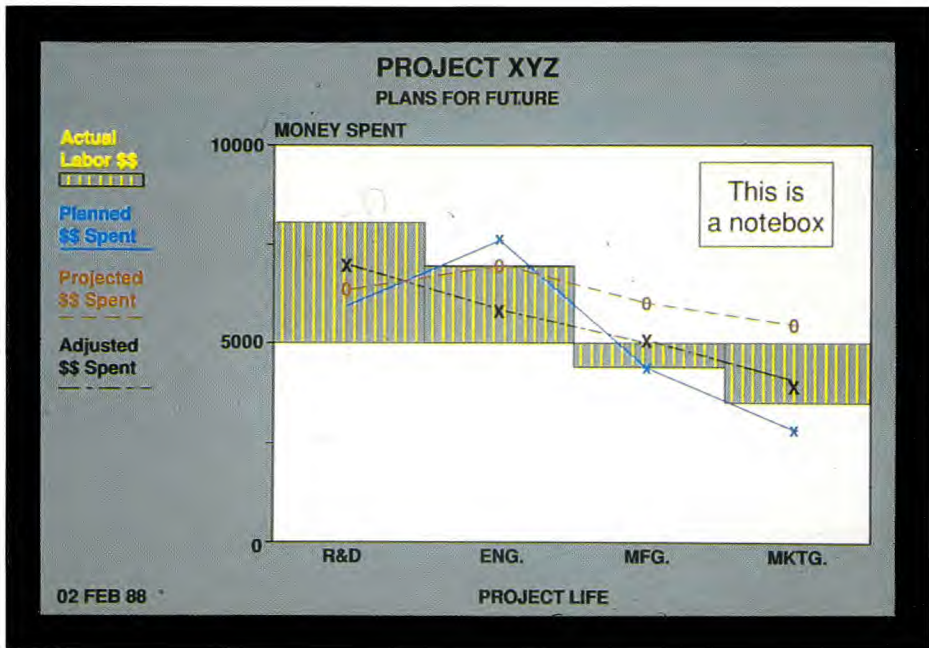 PROJECT XYZ
PLANS FOR FUTURE
Actual
Labor $$
Planned
$$ Spent
Projected
$$ Spent
Adjusted
$$ Spent
MONEY SPENT
10000
5000
0
This is
a notebox
R&D
ENG.
MFG.
MKTG.
02 FEB 88
PROJECT LIFE